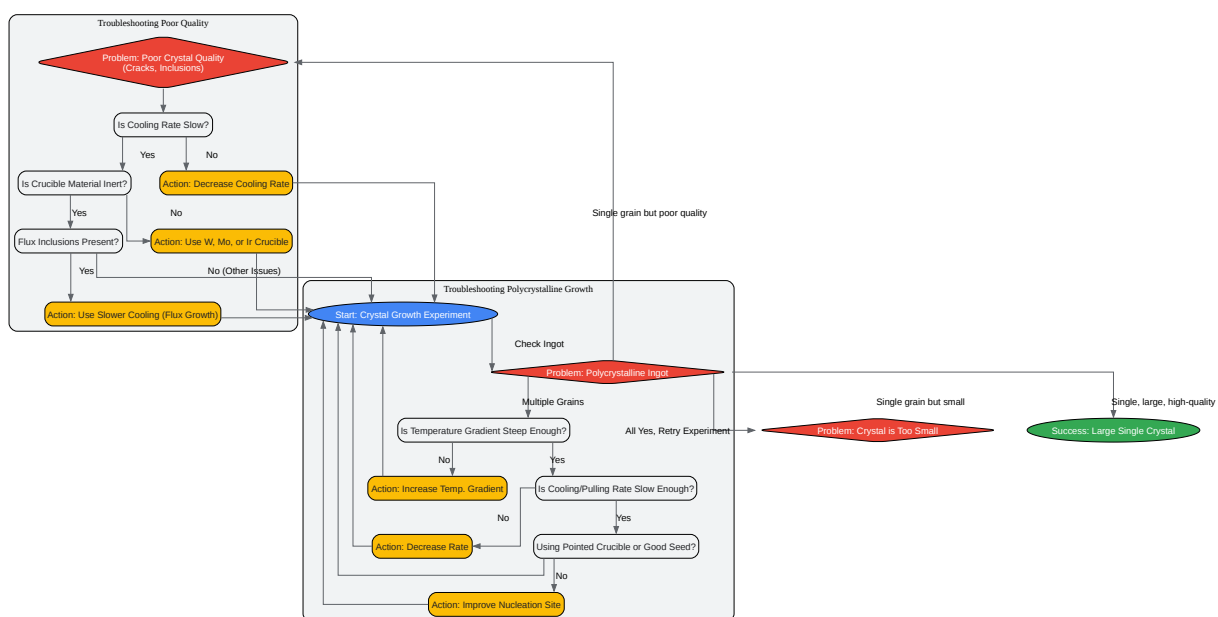 Troubleshooting Poor Quality
Problem: Poor Crystal Quality
(Cracks, Inclusions)
Is Cooling Rate Slow?
Yes
No
Is Crucible Material Inert?
Action: Decrease Cooling Rate
Yes
No
Single grain but poor quality
Flux Inclusions Present?
Action: Use W, Mo, or Ir Crucible
Yes
No (Other Issues)
Action: Use Slower Cooling (Flux Growth)
Troubleshooting Polycrystalline Growth
Start: Crystal Growth Experiment
Check Ingot
Problem: Polycrystalline Ingot
Multiple Grains
Single grain but small
Single, large, high-quality
Is Temperature Gradient Steep Enough?
All Yes, Retry Experiment
Problem: Crystal is Too Small
Success: Large Single Crystal
No
Yes
Action: Increase Temp. Gradient
Is Cooling/Pulling Rate Slow Enough?
No
Yes
Action: Decrease Rate
Using Pointed Crucible or Good Seed?
No
Action: Improve Nucleation Site